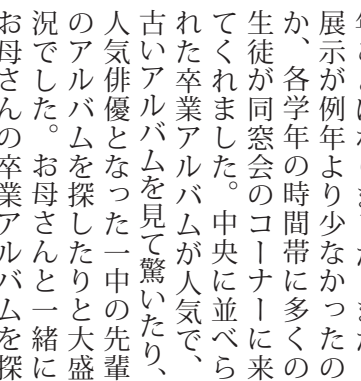 展示が例年より少なかったの
か、各学年の時間帯に多くの
生徒が同窓会のコーナーに来
てくれました。中央に並べら
れた卒業アルバムが人気で、
古いアルバムを見て驚いたり、
人気俳優となった一中の先輩
のアルバムを探したりと大盛
況でした。お母さんと一緒に
お母さんの卒業アルバムを探